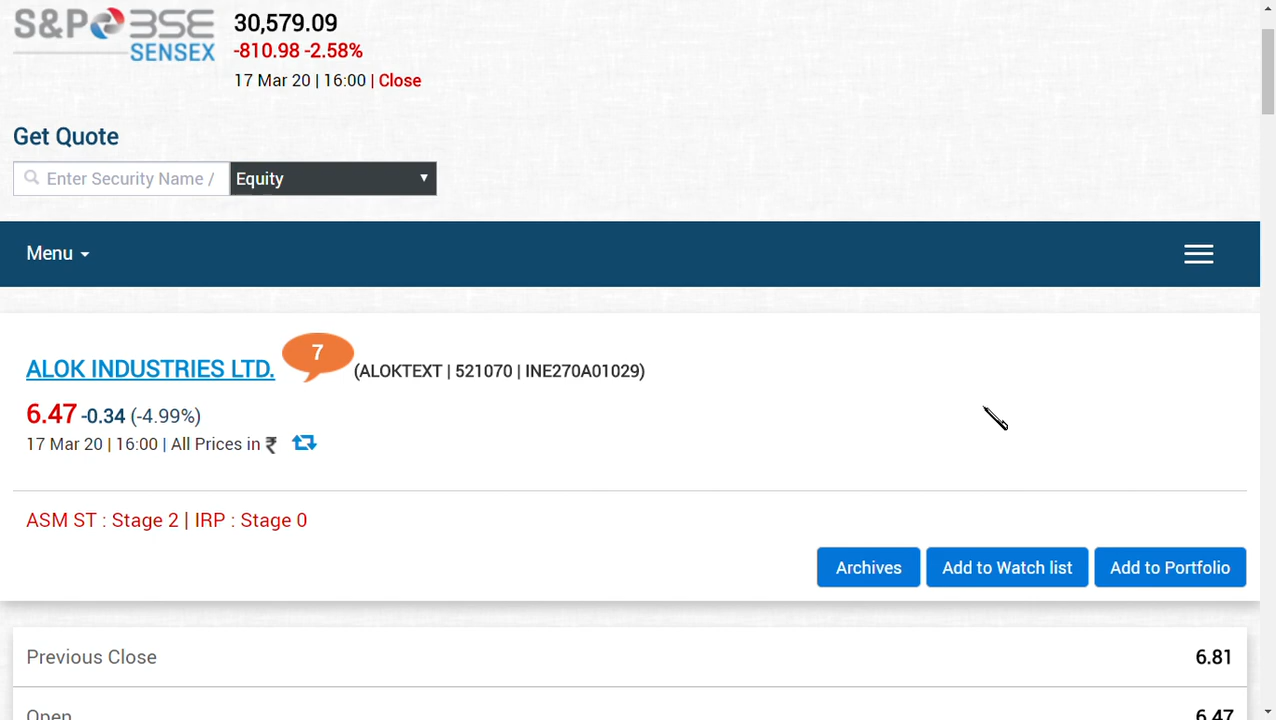 S&P BSE
SENSEX
30,579.09
-810.98 -2.58%
17 Mar 20 | 16:00 | Close
Get Quote
Enter Security Name /
Equity
Menu
ALOK INDUSTRIES LTD.
7
(ALOKTEXT | 521070 | INE270A01029)
6.47 -0.34 (-4.99%)
17 Mar 20 | 16:00 | All Prices in ₹
ASM ST : Stage 2 | IRP : Stage 0
Archives
Add to Watch list
Add to Portfolio
Previous Close 6.81
Open 6.47